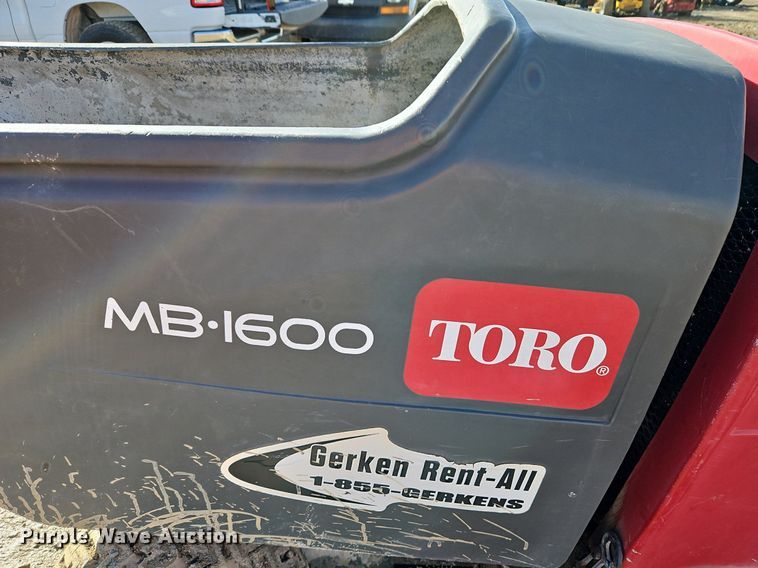 MB·1600
TORO®
Gerken Rent-All
1-855-GERKENS
Purple Wave Auction